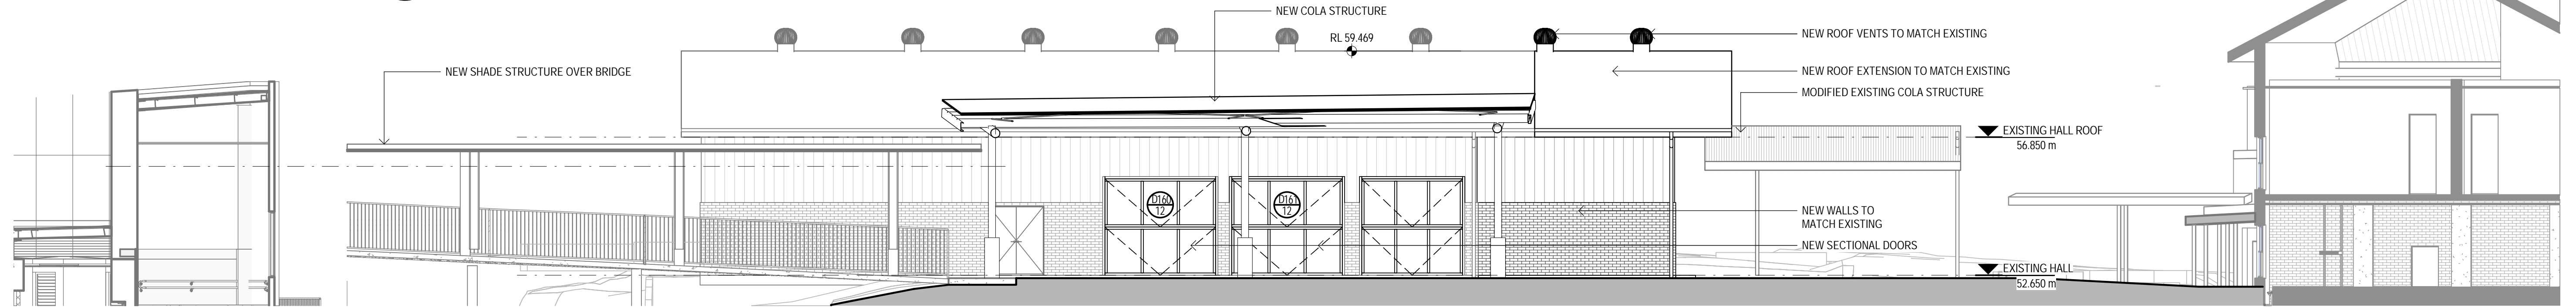 NEW COLA STRUCTURE
RL 59.469
NEW ROOF VENTS TO MATCH EXISTING
NEW SHADE STRUCTURE OVER BRIDGE
NEW ROOF EXTENSION TO MATCH EXISTING
MODIFIED EXISTING COLA STRUCTURE
EXISTING HALL ROOF
56.850 m
D160
12
D161
12
NEW WALLS TO
MATCH EXISTING
NEW SECTIONAL DOORS
EXISTING HALL
52.650 m